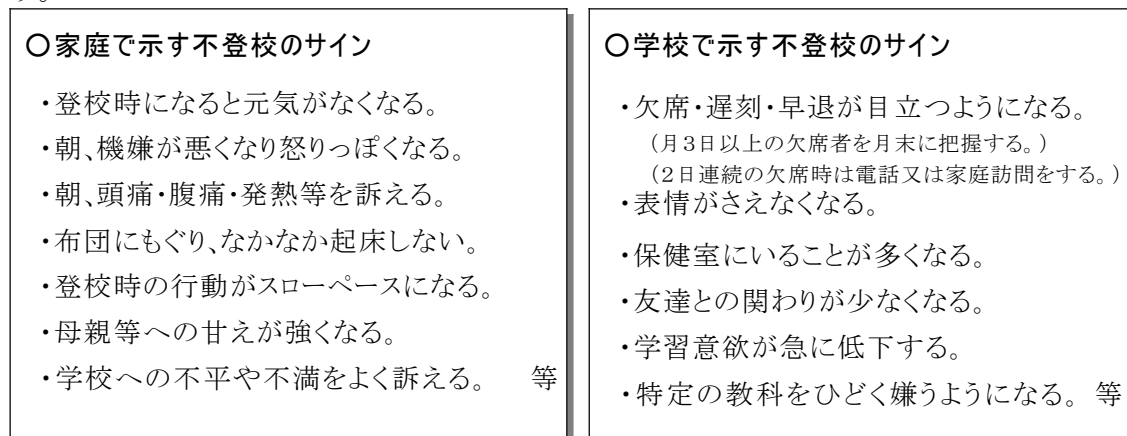 す。
○家庭で示す不登校のサイン
・登校時になると元気がなくなる。
・朝、機嫌が悪くなり怒りっぽくなる。
・朝、頭痛・腹痛・発熱等を訴える。
・布団にもぐり、なかなか起床しない。
・登校時の行動がスローペースになる。
・母親等への甘えが強くなる。
・学校への不平や不満をよく訴える。　等
○学校で示す不登校のサイン
・欠席・遅刻・早退が目立つようになる。
（月３日以上の欠席者を月末に把握する。）
（２日連続の欠席時は電話又は家庭訪問をする。）
・表情がさえなくなる。
・保健室にいることが多くなる。
・友達との関わりが少なくなる。
・学習意欲が急に低下する。
・特定の教科をひどく嫌うようになる。等